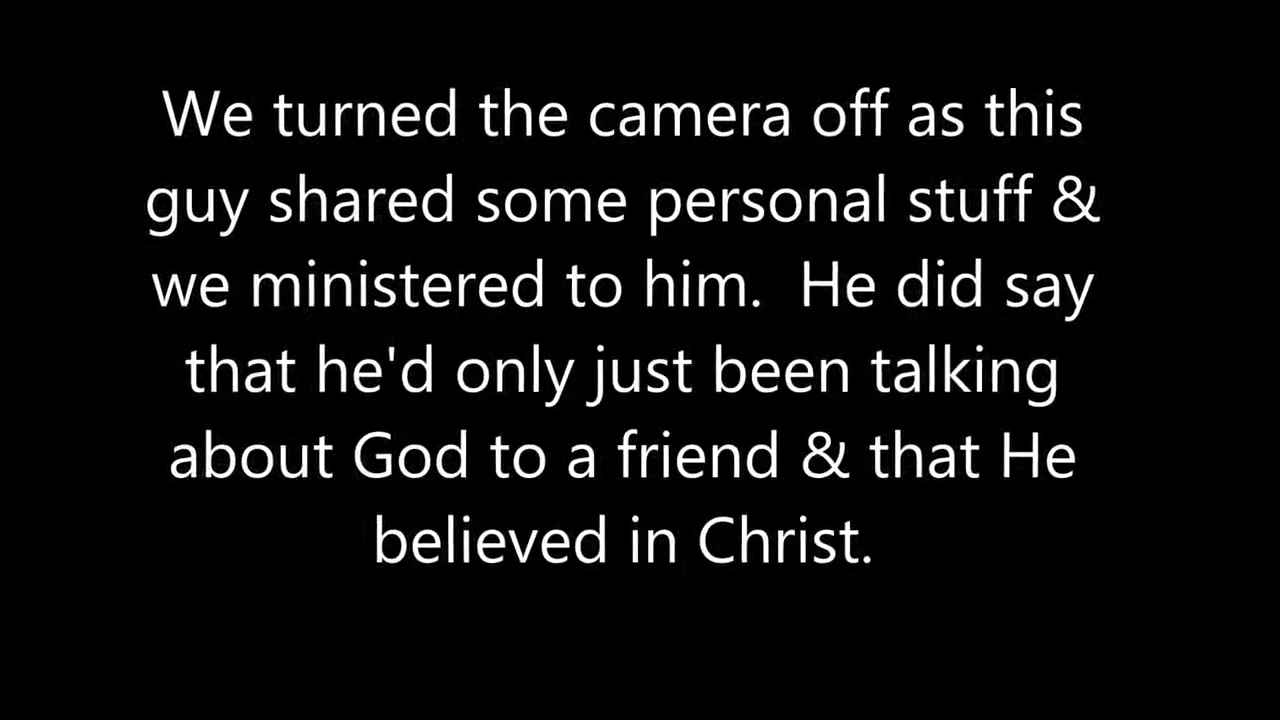 We turned the camera off as this
guy shared some personal stuff &
we ministered to him.  He did say
that he'd only just been talking
about God to a friend & that He
believed in Christ.